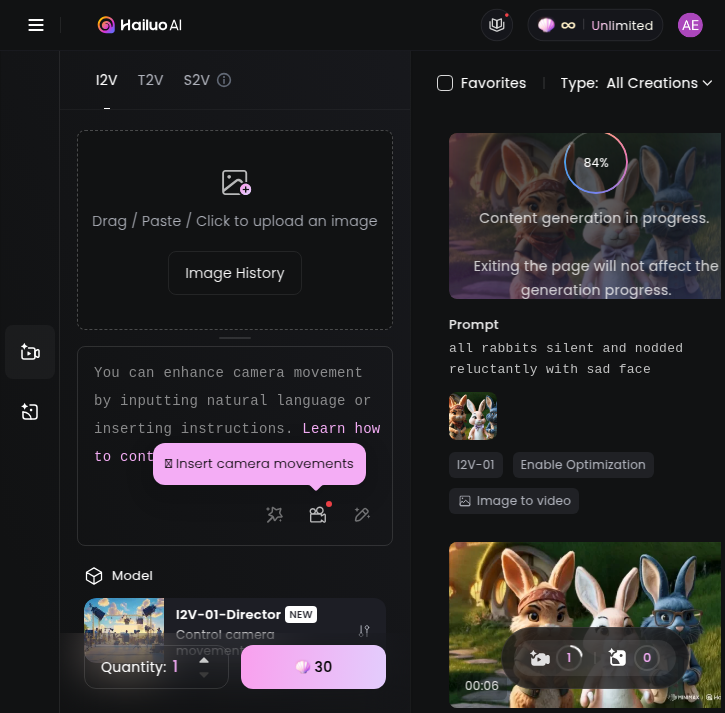 Hailuo AI
Unlimited
AE
I2V T2V S2V
Favorites
Type: All Creations
Drag / Paste / Click to upload an image
Image History
You can enhance camera movement
by inputting natural language or
inserting instructions. Learn how
to cont
Insert camera movements
Model
I2V-01-Director NEW
Control camera
movement
Quantity: 1
30
84%
Content generation in progress.
Exiting the page will not affect the
generation progress.
Prompt
all rabbits silent and nodded
reluctantly with sad face
I2V-01
Enable Optimization
Image to video
1
0
00:06
MINIMAX